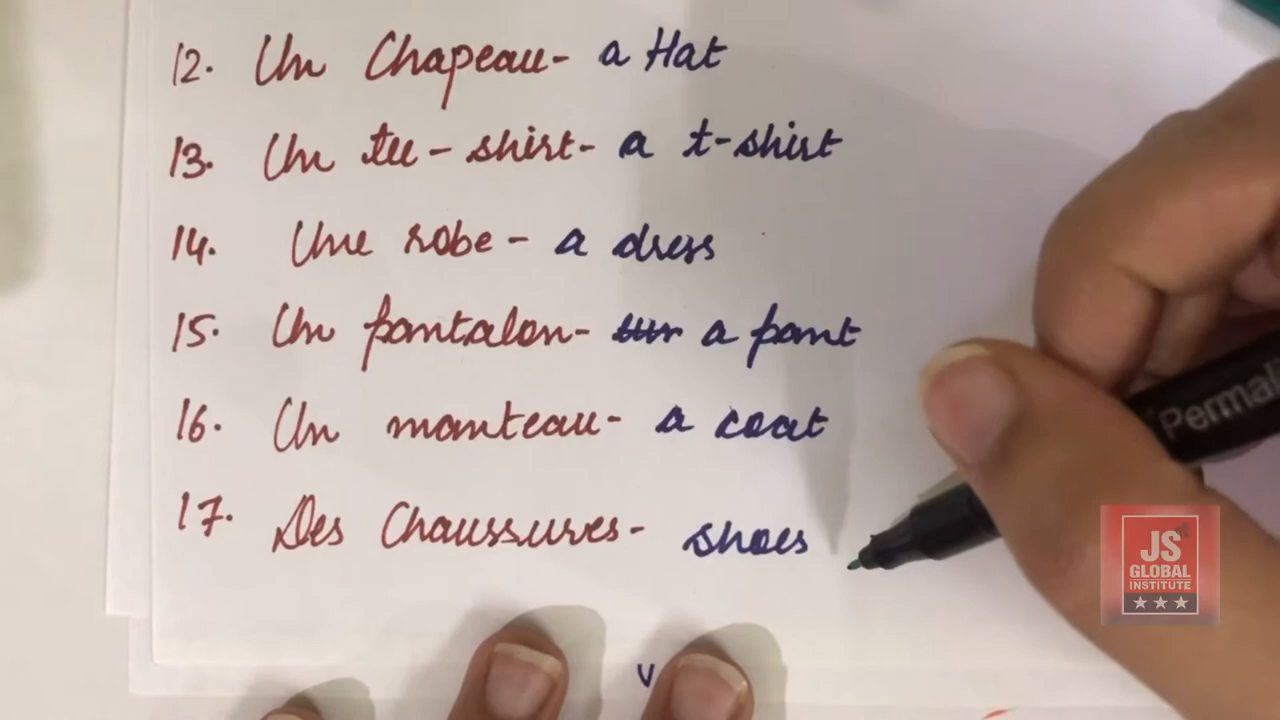 12. Un Chapeau- a Hat
13. Un tee-shirt- a t-shirt
14. Une robe - a dress
15. Un pantalon- a pant
16. Un manteau- a coat
17. Des Chaussures- shoes
Perma
JS
GLOBAL
INSTITUTE
v